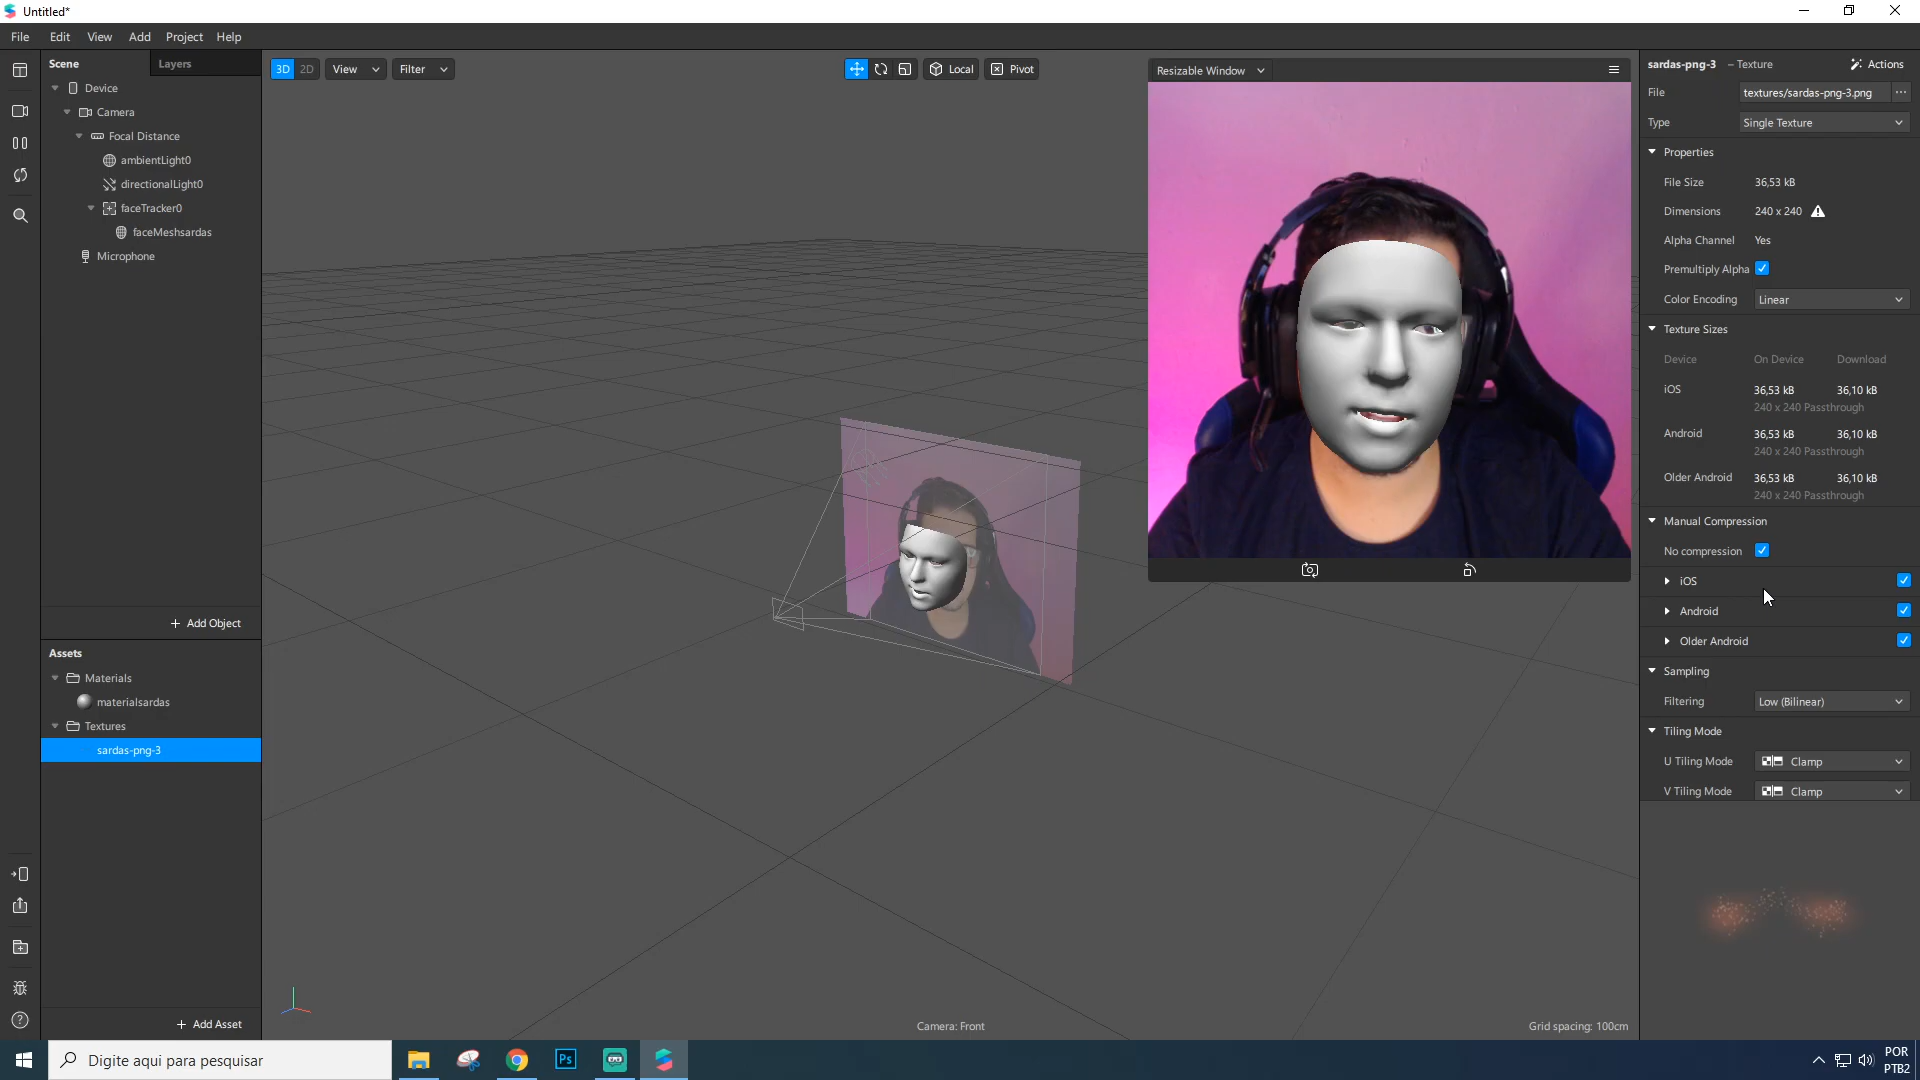 Untitled*
File Edit View Add Project Help
Scene Layers
Device
Camera
Focal Distance
ambientLight0
directionalLight0
faceTracker0
faceMeshsardas
Microphone
+ Add Object
Assets
Materials
materialsardas
Textures
sardas-png-3
+ Add Asset
3D 2D View Filter
Local Pivot
Resizable Window
Camera: Front
Grid spacing: 100cm
sardas-png-3 – Texture Actions
File textures/sardas-png-3.png ...
Type Single Texture
Properties
File Size 36,53 kB
Dimensions 240 x 240
Alpha Channel Yes
Premultiply Alpha
Color Encoding Linear
Texture Sizes
Device On Device Download
iOS 36,53 kB 36,10 kB
240 x 240 Passthrough
Android 36,53 kB 36,10 kB
240 x 240 Passthrough
Older Android 36,53 kB 36,10 kB
240 x 240 Passthrough
Manual Compression
No compression
iOS
Android
Older Android
Sampling
Filtering Low (Bilinear)
Tiling Mode
U Tiling Mode Clamp
V Tiling Mode Clamp
Digite aqui para pesquisar
Ps
POR
PTB2